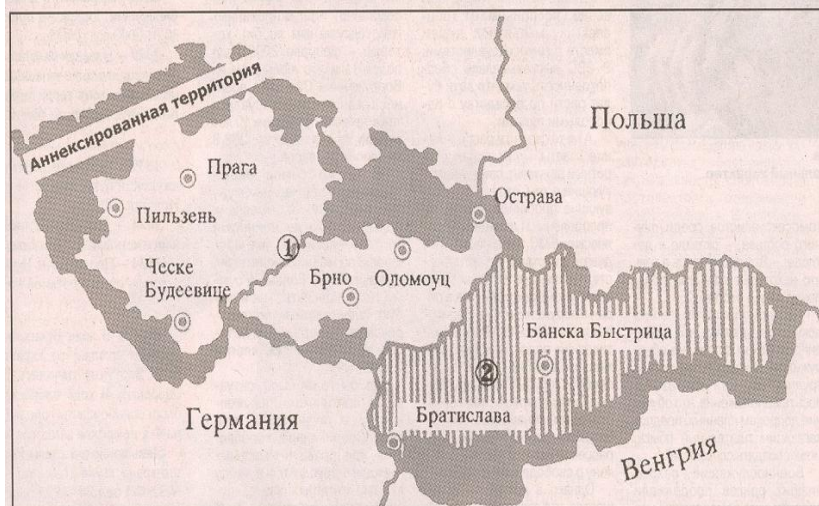 Аннексированная территория
Польша
Прага
Острава
Пильзень
①
Ческе
Будеевице
Брно
Оломоуц
Банска Быстрица
②
Германия
Братислава
Венгрия